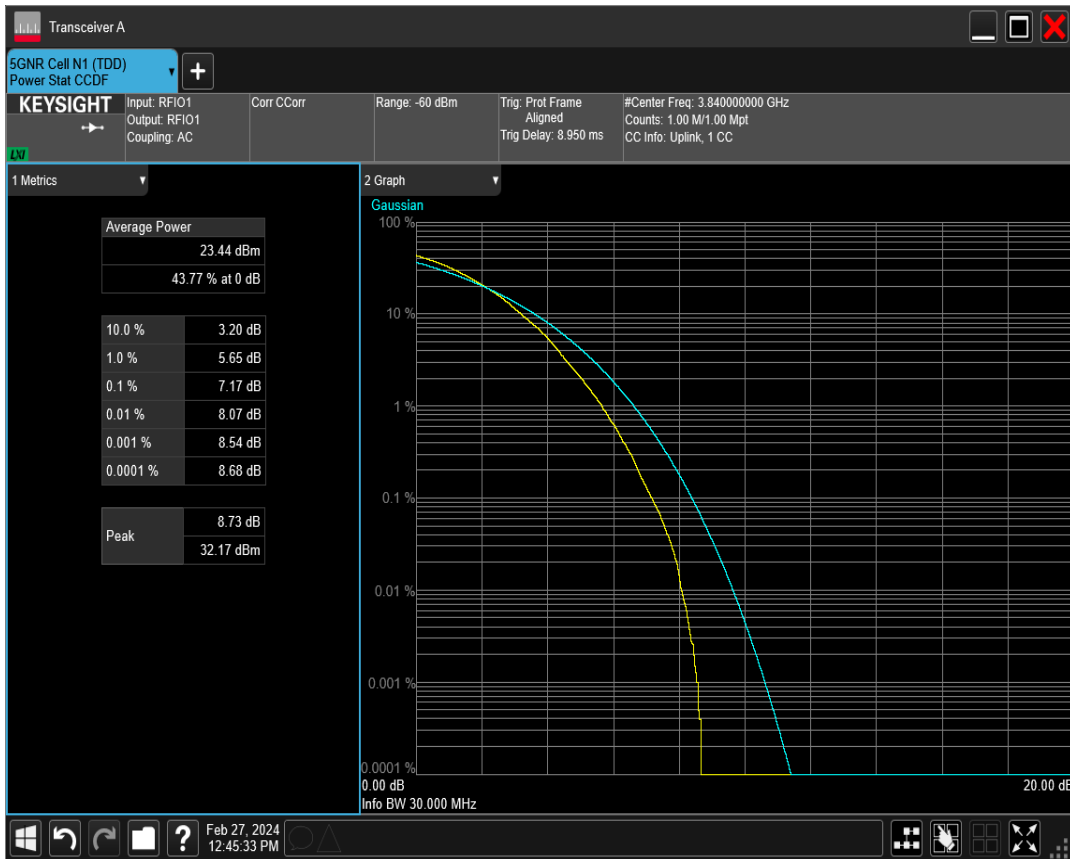 Transceiver A
5GNR Cell N1 (TDD)
Power Stat CCDF
+
KEYSIGHT
LXI
Input: RFIO1
Output: RFIO1
Coupling: AC
Corr CCorr
Range: -60 dBm
Trig: Prot Frame
Aligned
Trig Delay: 8.950 ms
#Center Freq: 3.840000000 GHz
Counts: 1.00 M/1.00 Mpt
CC Info: Uplink, 1 CC
1 Metrics
Average Power
23.44 dBm
43.77 % at 0 dB
10.0 % 3.20 dB
1.0 % 5.65 dB
0.1 % 7.17 dB
0.01 % 8.07 dB
0.001 % 8.54 dB
0.0001 % 8.68 dB
Peak 8.73 dB
32.17 dBm
2 Graph
Gaussian
100 %
10 %
1 %
0.1 %
0.01 %
0.001 %
0.0001 %
0.00 dB 20.00 dB
Info BW 30.000 MHz
?
Feb 27, 2024
12:45:33 PM